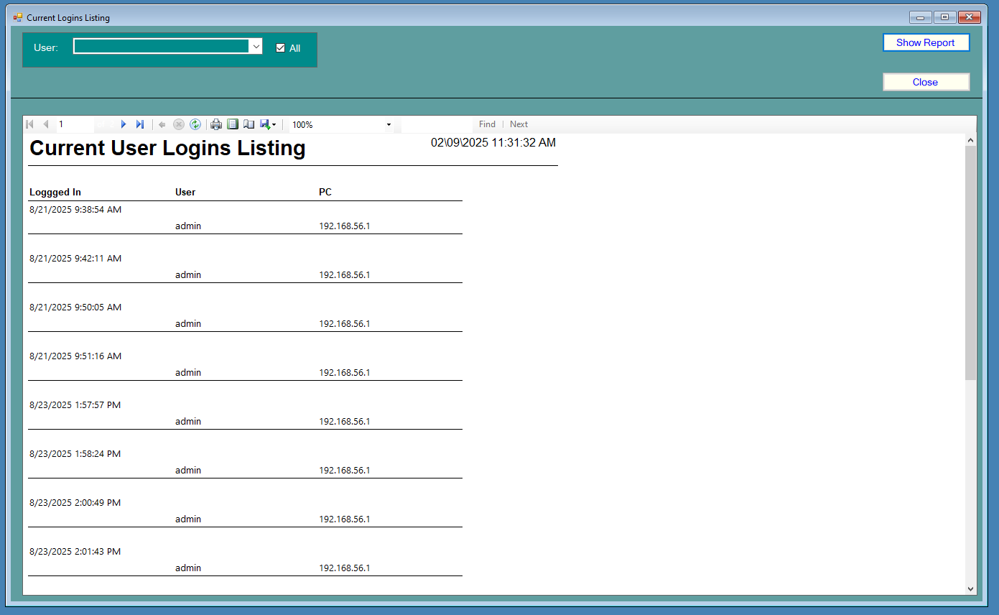 Current Logins Listing
User:
All
Show Report
Close
1
100%
Find | Next
Current User Logins Listing
02\09\2025 11:31:32 AM
Loggged In User PC
8/21/2025 9:38:54 AM
admin 192.168.56.1
8/21/2025 9:42:11 AM
admin 192.168.56.1
8/21/2025 9:50:05 AM
admin 192.168.56.1
8/21/2025 9:51:16 AM
admin 192.168.56.1
8/23/2025 1:57:57 PM
admin 192.168.56.1
8/23/2025 1:58:24 PM
admin 192.168.56.1
8/23/2025 2:00:49 PM
admin 192.168.56.1
8/23/2025 2:01:43 PM
admin 192.168.56.1